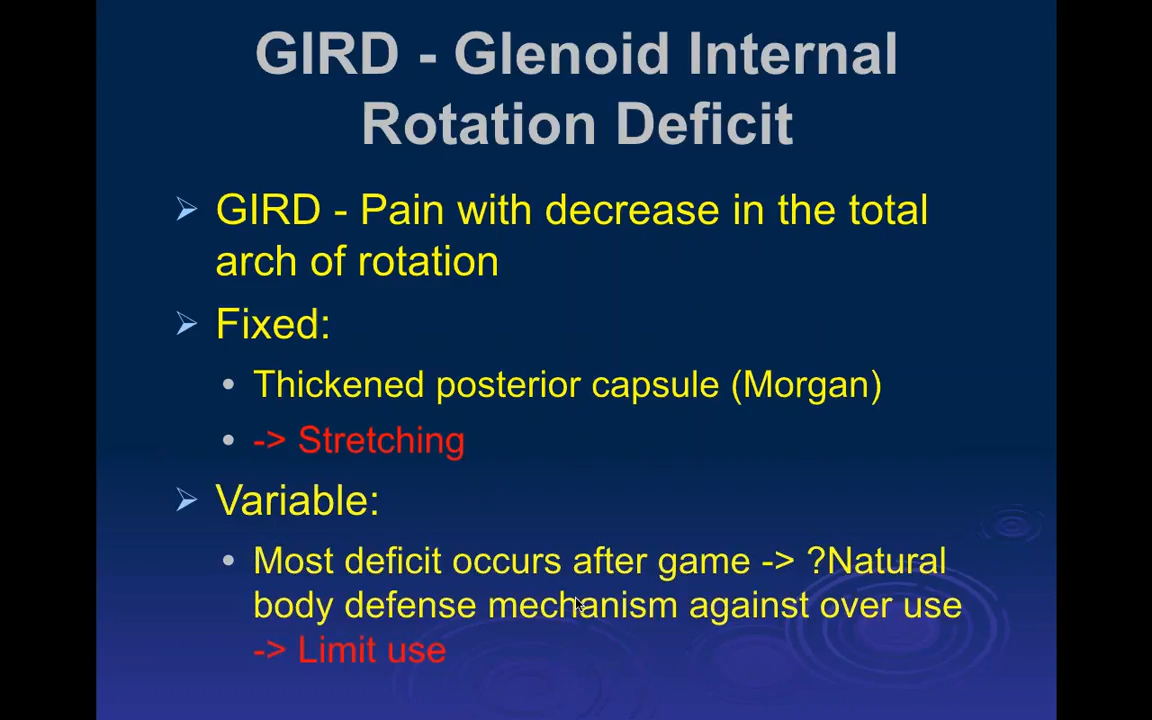 GIRD - Glenoid Internal
Rotation Deficit
GIRD - Pain with decrease in the total
arch of rotation
Fixed:
Thickened posterior capsule (Morgan)
-> Stretching
Variable:
Most deficit occurs after game -> ?Natural
body defense mechanism against over use
-> Limit use